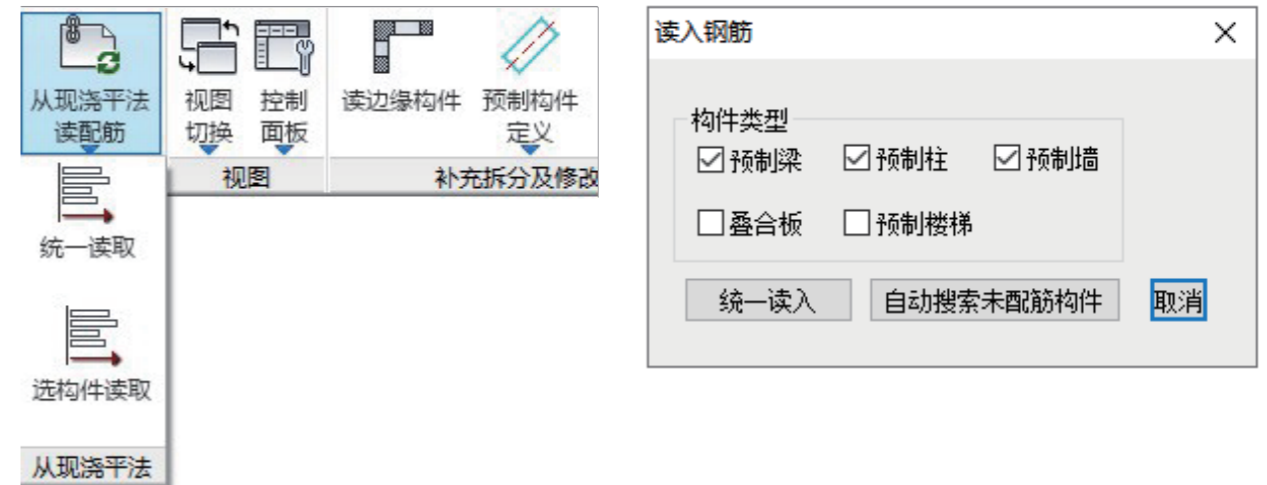 从现浇平法
读配筋
视图
切换
控制
面板
读边缘构件
预制构件
定义
视图
补充拆分及修改
统一读取
选构件读取
从现浇平法
读入钢筋
构件类型
预制梁 预制柱 预制墙
叠合板 预制楼梯
统一读入 自动搜索未配筋构件 取消